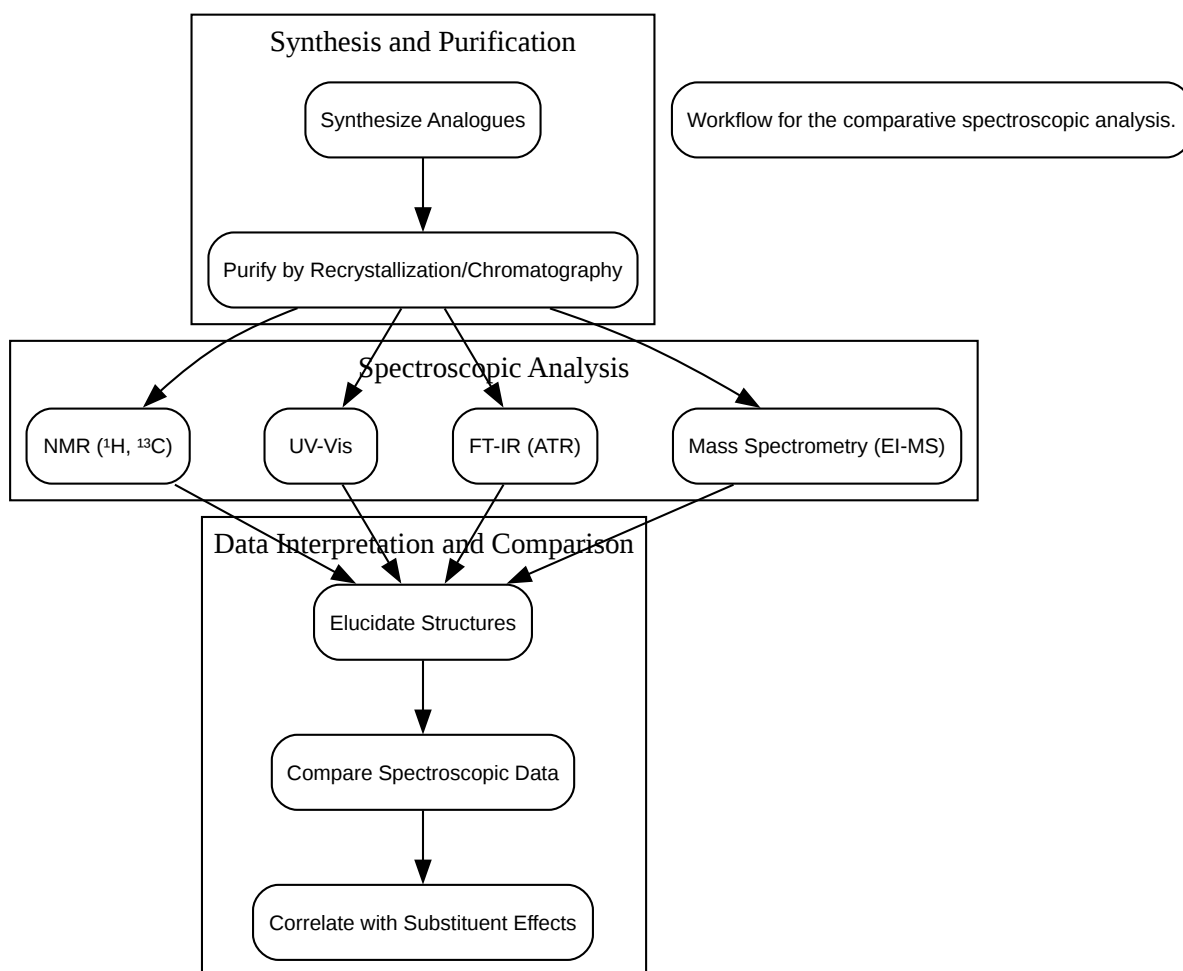 Synthesis and Purification
Synthesize Analogues
Workflow for the comparative spectroscopic analysis.
Purify by Recrystallization/Chromatography
Spectroscopic Analysis
NMR (¹H, ¹³C)
UV-Vis
FT-IR (ATR)
Mass Spectrometry (EI-MS)
Data Interpretation and Comparison
Elucidate Structures
Compare Spectroscopic Data
Correlate with Substituent Effects